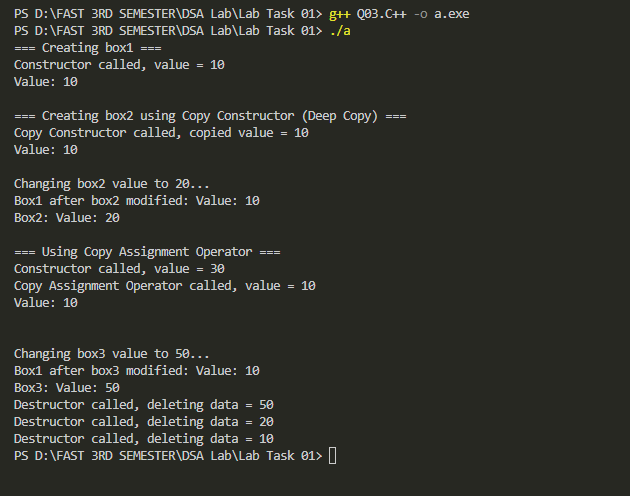 PS D:\FAST 3RD SEMESTER\DSA Lab\Lab Task 01> g++ Q03.C++ -o a.exe
PS D:\FAST 3RD SEMESTER\DSA Lab\Lab Task 01> ./a
=== Creating box1 ===
Constructor called, value = 10
Value: 10
=== Creating box2 using Copy Constructor (Deep Copy) ===
Copy Constructor called, copied value = 10
Value: 10
Changing box2 value to 20...
Box1 after box2 modified: Value: 10
Box2: Value: 20
=== Using Copy Assignment Operator ===
Constructor called, value = 30
Copy Assignment Operator called, value = 10
Value: 10
Changing box3 value to 50...
Box1 after box3 modified: Value: 10
Box3: Value: 50
Destructor called, deleting data = 50
Destructor called, deleting data = 20
Destructor called, deleting data = 10
PS D:\FAST 3RD SEMESTER\DSA Lab\Lab Task 01>